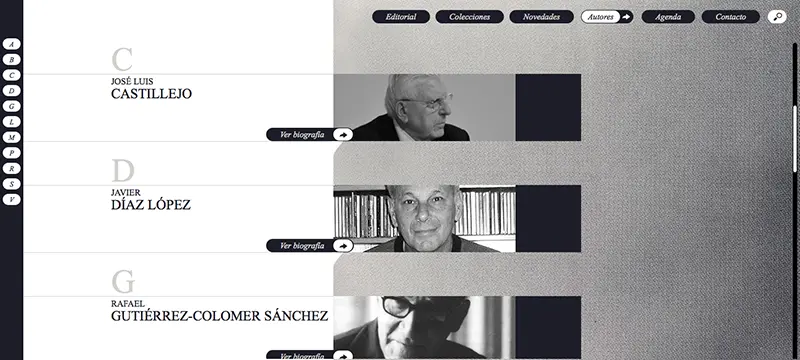 Editorial Colecciones Novedades Autores Agenda Contacto
A
B
C
D
G
L
M
P
R
S
V
C
JOSÉ LUIS
CASTILLEJO
Ver biografía
D
JAVIER
DÍAZ LÓPEZ
Ver biografía
G
RAFAEL
GUTIÉRREZ-COLOMER SÁNCHEZ
Ver biografía